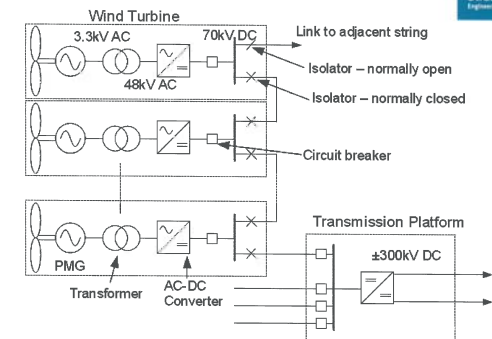 Wind Turbine
3.3kV AC
70kV DC
Link to adjacent string
Isolator – normally open
48kV AC
Isolator – normally closed
Circuit breaker
Transmission Platform
±300kV DC
PMG
Transformer
AC-DC
Converter